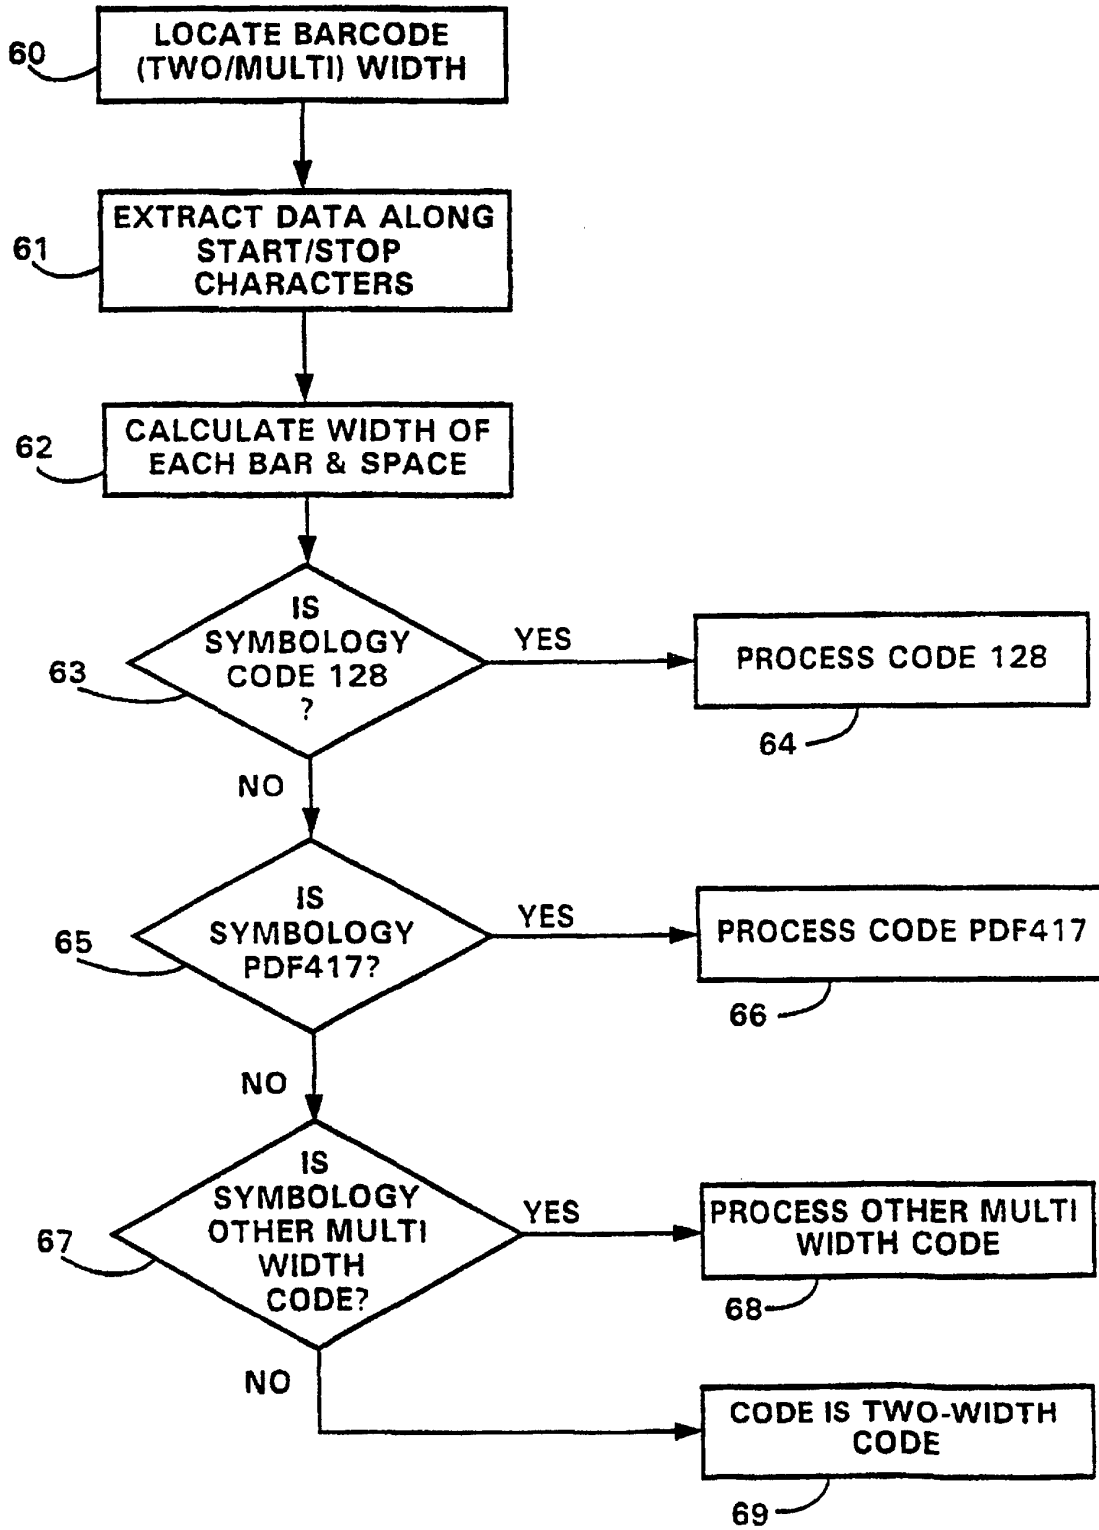 60
LOCATE BARCODE
(TWO/MULTI) WIDTH
61
EXTRACT DATA ALONG
START/STOP
CHARACTERS
62
CALCULATE WIDTH OF
EACH BAR & SPACE
63
IS
SYMBOLOGY
CODE 128
?
YES
PROCESS CODE 128
64
NO
65
IS
SYMBOLOGY
PDF417?
YES
PROCESS CODE PDF417
66
NO
67
IS
SYMBOLOGY
OTHER MULTI
WIDTH
CODE?
YES
PROCESS OTHER MULTI
WIDTH CODE
68
NO
CODE IS TWO-WIDTH
CODE
69